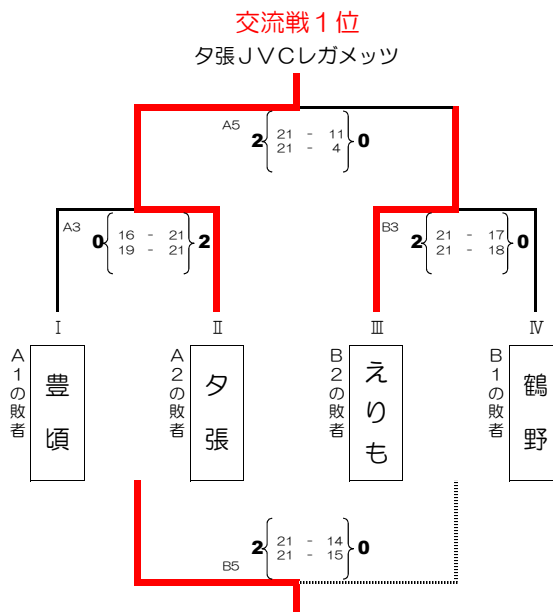 交流戦1位
夕張JVCレガメッツ
A5
2 21 - 11 0
21 - 4
A3
0 16 - 21 2
19 - 21
B3
2 21 - 17 0
21 - 18
Ⅰ
Ⅱ
Ⅲ
Ⅳ
A1の敗者
豊頃
A2の敗者
夕張
B2の敗者
えりも
B1の敗者
鶴野
2 21 - 14 0
21 - 15
B5